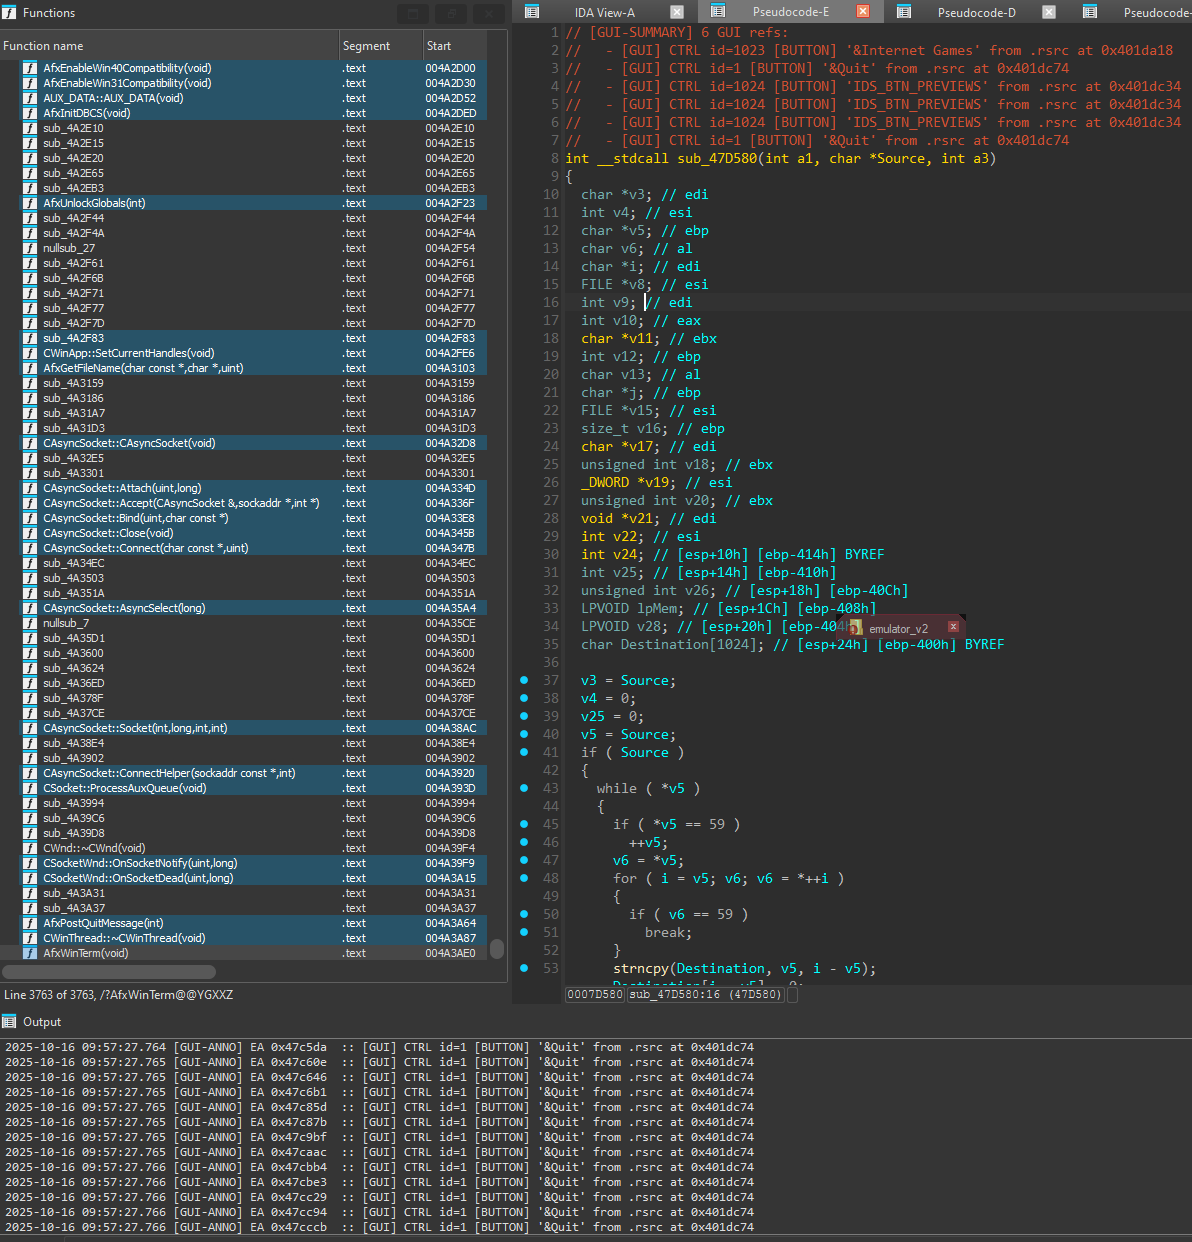 Functions
Function name Segment Start
AfxEnableWin40Compatibility(void) .text 004A2D00
AfxEnableWin31Compatibility(void) .text 004A2D30
AUX_DATA::AUX_DATA(void) .text 004A2D52
AfxInitDBCS(void) .text 004A2DED
sub_4A2E10 .text 004A2E10
sub_4A2E15 .text 004A2E15
sub_4A2E20 .text 004A2E20
sub_4A2E65 .text 004A2E65
sub_4A2EB3 .text 004A2EB3
AfxUnlockGlobals(int) .text 004A2F23
sub_4A2F44 .text 004A2F44
sub_4A2F4A .text 004A2F4A
nullsub_27 .text 004A2F54
sub_4A2F61 .text 004A2F61
sub_4A2F6B .text 004A2F6B
sub_4A2F71 .text 004A2F71
sub_4A2F77 .text 004A2F77
sub_4A2F7D .text 004A2F7D
sub_4A2F83 .text 004A2F83
CWinApp::SetCurrentHandles(void) .text 004A2FE6
AfxGetFileName(char const *,char *,uint) .text 004A3103
sub_4A3159 .text 004A3159
sub_4A3186 .text 004A3186
sub_4A31A7 .text 004A31A7
sub_4A31D3 .text 004A31D3
CAsyncSocket::CAsyncSocket(void) .text 004A32D8
sub_4A32E5 .text 004A32E5
sub_4A3301 .text 004A3301
CAsyncSocket::Attach(uint,long) .text 004A334D
CAsyncSocket::Accept(CAsyncSocket &,sockaddr *,int *) .text 004A336F
CAsyncSocket::Bind(uint,char const *) .text 004A33E8
CAsyncSocket::Close(void) .text 004A345B
CAsyncSocket::Connect(char const *,uint) .text 004A347B
sub_4A34EC .text 004A34EC
sub_4A3503 .text 004A3503
sub_4A351A .text 004A351A
CAsyncSocket::AsyncSelect(long) .text 004A35A4
nullsub_7 .text 004A35CE
sub_4A35D1 .text 004A35D1
sub_4A3600 .text 004A3600
sub_4A3624 .text 004A3624
sub_4A36ED .text 004A36ED
sub_4A378F .text 004A378F
sub_4A37CE .text 004A37CE
CAsyncSocket::Socket(int,long,int,int) .text 004A38AC
sub_4A38E4 .text 004A38E4
sub_4A3902 .text 004A3902
CAsyncSocket::ConnectHelper(sockaddr const *,int) .text 004A3920
CSocket::ProcessAuxQueue(void) .text 004A393D
sub_4A3994 .text 004A3994
sub_4A39C6 .text 004A39C6
sub_4A39D8 .text 004A39D8
CWnd::~CWnd(void) .text 004A39F4
CSocketWnd::OnSocketNotify(uint,long) .text 004A39F9
CSocketWnd::OnSocketDead(uint,long) .text 004A3A15
sub_4A3A31 .text 004A3A31
sub_4A3A37 .text 004A3A37
AfxPostQuitMessage(int) .text 004A3A64
CWinThread::~CWinThread(void) .text 004A3A87
AfxWinTerm(void) .text 004A3AE0
Line 3763 of 3763, /?AfxWinTerm@@YGXXZ
IDA View-A Pseudocode-E Pseudocode-D Pseudocode-
1 // [GUI-SUMMARY] 6 GUI refs:
2 //   - [GUI] CTRL id=1023 [BUTTON] '&Internet Games' from .rsrc at 0x401da18
3 //   - [GUI] CTRL id=1 [BUTTON] '&Quit' from .rsrc at 0x401dc74
4 //   - [GUI] CTRL id=1024 [BUTTON] 'IDS_BTN_PREVIEWS' from .rsrc at 0x401dc34
5 //   - [GUI] CTRL id=1024 [BUTTON] 'IDS_BTN_PREVIEWS' from .rsrc at 0x401dc34
6 //   - [GUI] CTRL id=1024 [BUTTON] 'IDS_BTN_PREVIEWS' from .rsrc at 0x401dc34
7 //   - [GUI] CTRL id=1 [BUTTON] '&Quit' from .rsrc at 0x401dc74
8 int __stdcall sub_47D580(int a1, char *Source, int a3)
9 {
10   char *v3; // edi
11   int v4; // esi
12   char *v5; // ebp
13   char v6; // al
14   char *i; // edi
15   FILE *v8; // esi
16   int v9; // edi
17   int v10; // eax
18   char *v11; // ebx
19   int v12; // ebp
20   char v13; // al
21   char *j; // ebp
22   FILE *v15; // esi
23   size_t v16; // ebp
24   char *v17; // edi
25   unsigned int v18; // ebx
26   _DWORD *v19; // esi
27   unsigned int v20; // ebx
28   void *v21; // edi
29   int v22; // esi
30   int v24; // [esp+10h] [ebp-414h] BYREF
31   int v25; // [esp+14h] [ebp-410h]
32   unsigned int v26; // [esp+18h] [ebp-40Ch]
33   LPVOID lpMem; // [esp+1Ch] [ebp-408h]
34   LPVOID v28; // [esp+20h] [ebp-404h
emulator_v2
35   char Destination[1024]; // [esp+24h] [ebp-400h] BYREF
36
37   v3 = Source;
38   v4 = 0;
39   v25 = 0;
40   v5 = Source;
41   if ( Source )
42   {
43     while ( *v5 )
44     {
45       if ( *v5 == 59 )
46         ++v5;
47       v6 = *v5;
48       for ( i = v5; v6; v6 = *++i )
49       {
50         if ( v6 == 59 )
51           break;
52       }
53       strncpy(Destination, v5, i - v5);
0007D580 sub_47D580:16 (47D580)
Output
2025-10-16 09:57:27.764 [GUI-ANNO] EA 0x47c5da  :: [GUI] CTRL id=1 [BUTTON] '&Quit' from .rsrc at 0x401dc74
2025-10-16 09:57:27.765 [GUI-ANNO] EA 0x47c60e  :: [GUI] CTRL id=1 [BUTTON] '&Quit' from .rsrc at 0x401dc74
2025-10-16 09:57:27.765 [GUI-ANNO] EA 0x47c646  :: [GUI] CTRL id=1 [BUTTON] '&Quit' from .rsrc at 0x401dc74
2025-10-16 09:57:27.765 [GUI-ANNO] EA 0x47c6b1  :: [GUI] CTRL id=1 [BUTTON] '&Quit' from .rsrc at 0x401dc74
2025-10-16 09:57:27.765 [GUI-ANNO] EA 0x47c85d  :: [GUI] CTRL id=1 [BUTTON] '&Quit' from .rsrc at 0x401dc74
2025-10-16 09:57:27.765 [GUI-ANNO] EA 0x47c87b  :: [GUI] CTRL id=1 [BUTTON] '&Quit' from .rsrc at 0x401dc74
2025-10-16 09:57:27.765 [GUI-ANNO] EA 0x47c9bf  :: [GUI] CTRL id=1 [BUTTON] '&Quit' from .rsrc at 0x401dc74
2025-10-16 09:57:27.765 [GUI-ANNO] EA 0x47caac  :: [GUI] CTRL id=1 [BUTTON] '&Quit' from .rsrc at 0x401dc74
2025-10-16 09:57:27.766 [GUI-ANNO] EA 0x47cbb4  :: [GUI] CTRL id=1 [BUTTON] '&Quit' from .rsrc at 0x401dc74
2025-10-16 09:57:27.766 [GUI-ANNO] EA 0x47cbe3  :: [GUI] CTRL id=1 [BUTTON] '&Quit' from .rsrc at 0x401dc74
2025-10-16 09:57:27.766 [GUI-ANNO] EA 0x47cc29  :: [GUI] CTRL id=1 [BUTTON] '&Quit' from .rsrc at 0x401dc74
2025-10-16 09:57:27.766 [GUI-ANNO] EA 0x47cc94  :: [GUI] CTRL id=1 [BUTTON] '&Quit' from .rsrc at 0x401dc74
2025-10-16 09:57:27.766 [GUI-ANNO] EA 0x47cccb  :: [GUI] CTRL id=1 [BUTTON] '&Quit' from .rsrc at 0x401dc74